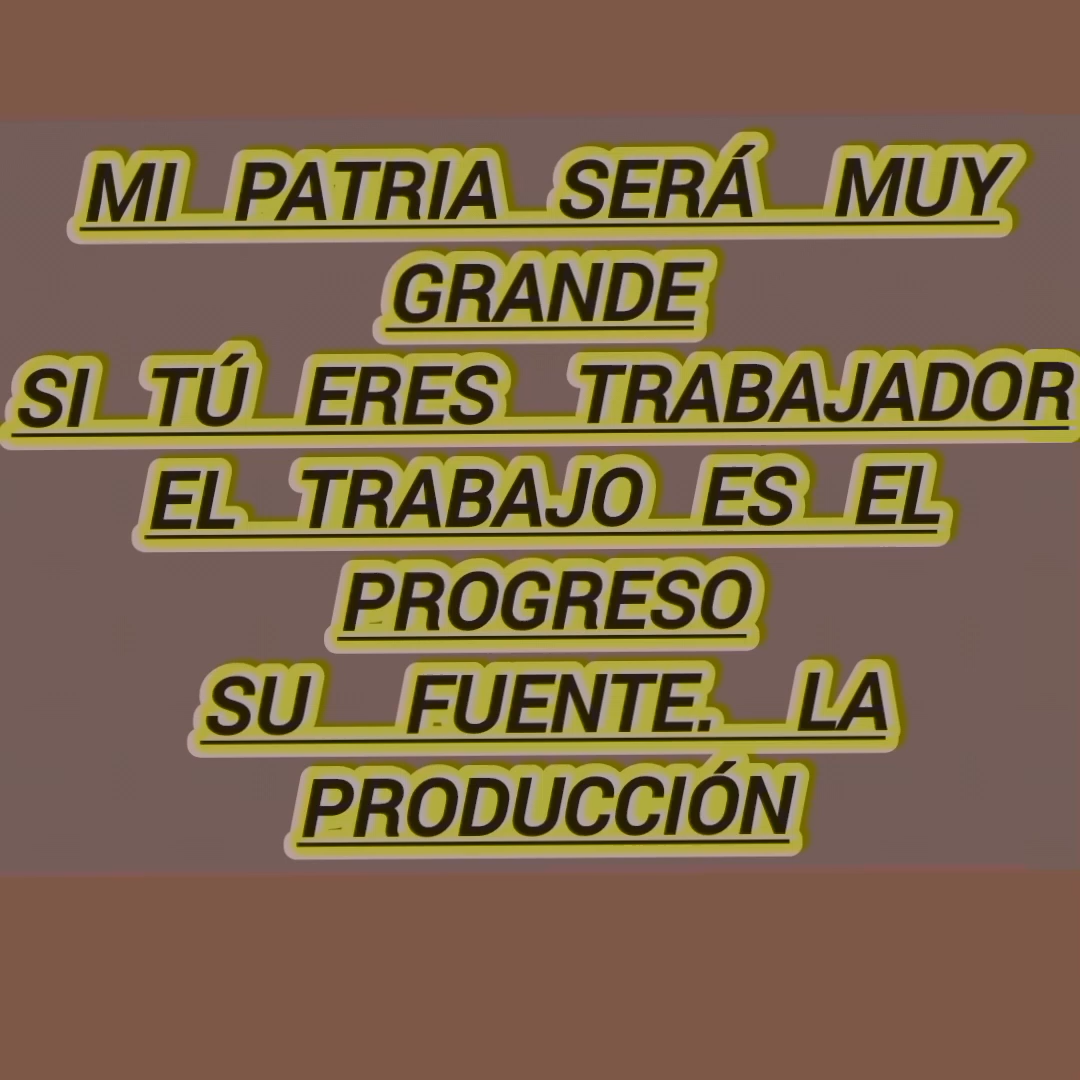 MI PATRIA SERÁ MUY
GRANDE
SI TÚ ERES TRABAJADOR
EL TRABAJO ES EL
PROGRESO
SU FUENTE. LA
PRODUCCIÓN